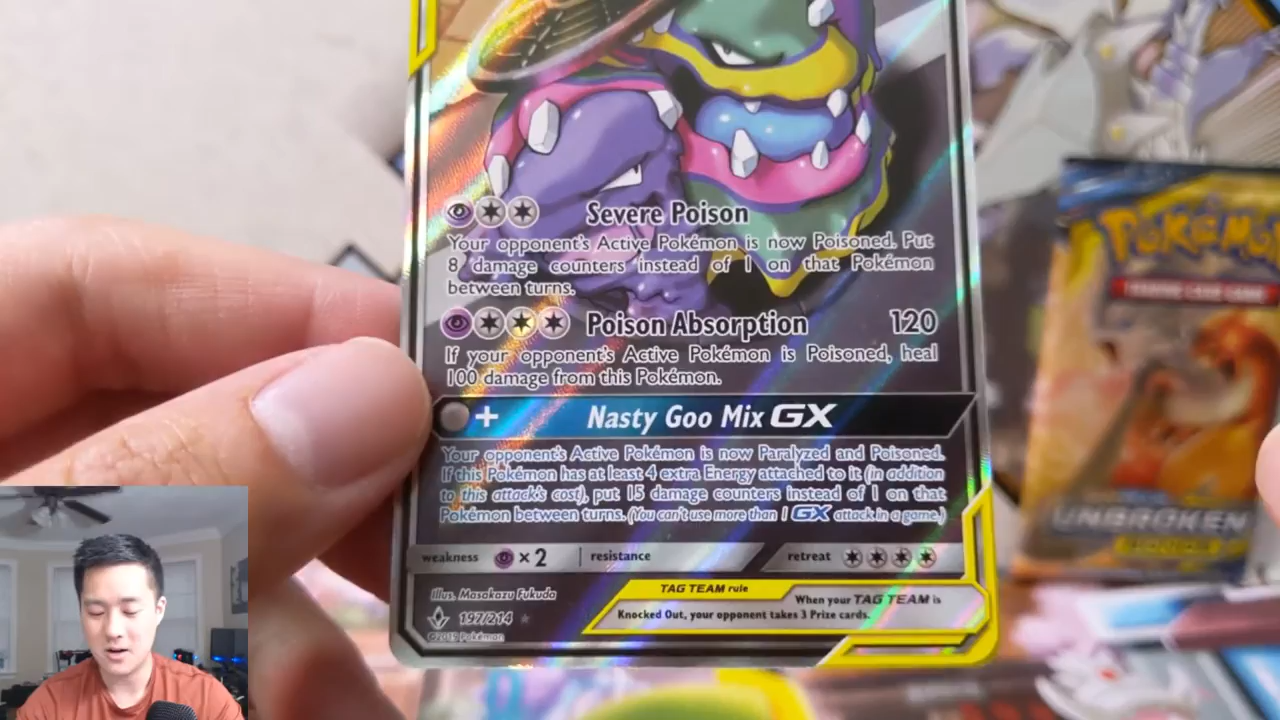 Severe Poison
Your opponent's Active Pokémon is now Poisoned. Put
8 damage counters instead of 1 on that Pokémon
between turns.
Poison Absorption 120
If your opponent's Active Pokémon is Poisoned, heal
100 damage from this Pokémon.
+ Nasty Goo Mix GX
Your opponent's Active Pokémon is now Paralyzed and Poisoned.
If this Pokémon has at least 4 extra Energy attached to it (in addition
to this attack's cost), put 15 damage counters instead of 1 on that
Pokémon between turns. (You can't use more than 1 GX attack in a game.)
weakness ×2 resistance retreat
Illus. Masakazu Fukuda
197/214
©2019 Pokémon
TAG TEAM rule
When your TAG TEAM is
Knocked Out, your opponent takes 3 Prize cards.
POKÉMON
TRADING CARD GAME
UNBROKEN